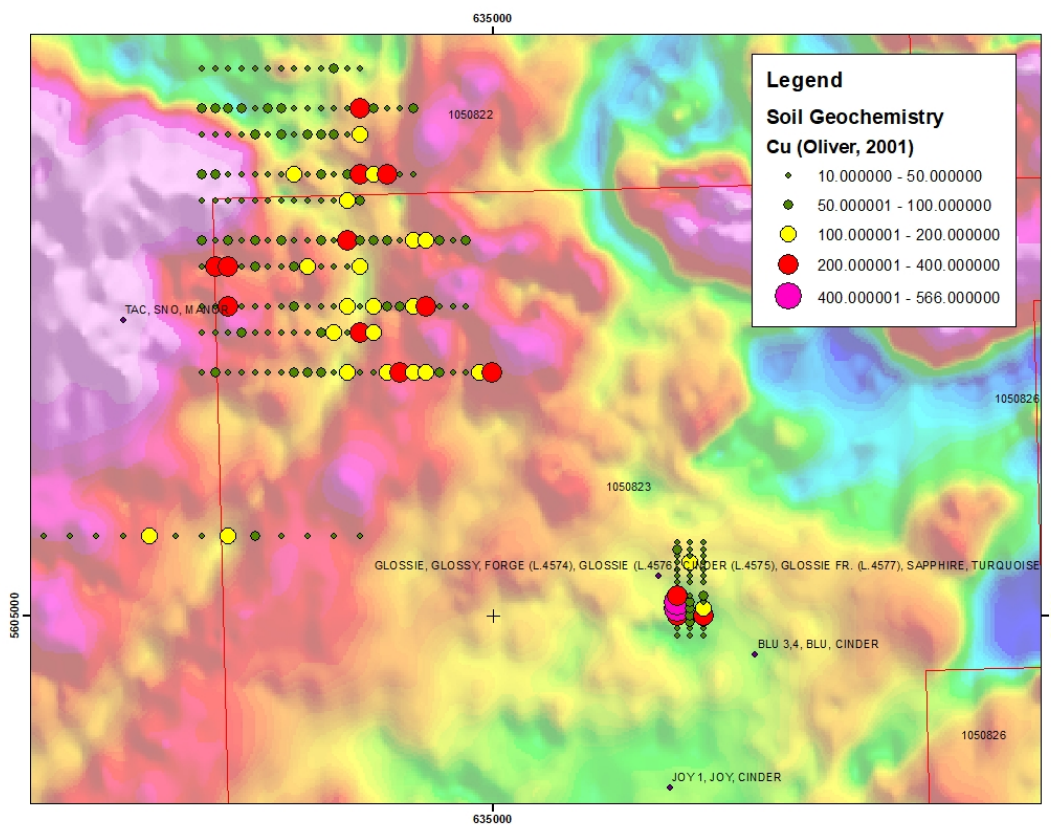 635000
Legend
Soil Geochemistry
Cu (Oliver, 2001)
10.000000 - 50.000000
50.000001 - 100.000000
100.000001 - 200.000000
200.000001 - 400.000000
400.000001 - 566.000000
1050822
TAC, SNO, MANOR
1050826
1050823
GLOSSIE, GLOSSY, FORGE (L.4574), GLOSSIE (L.4576), CINDER (L.4575), GLOSSIE FR. (L.4577), SAPPHIRE, TURQUOISE
5605000
BLU 3,4, BLU, CINDER
1050826
JOY 1, JOY, CINDER
635000